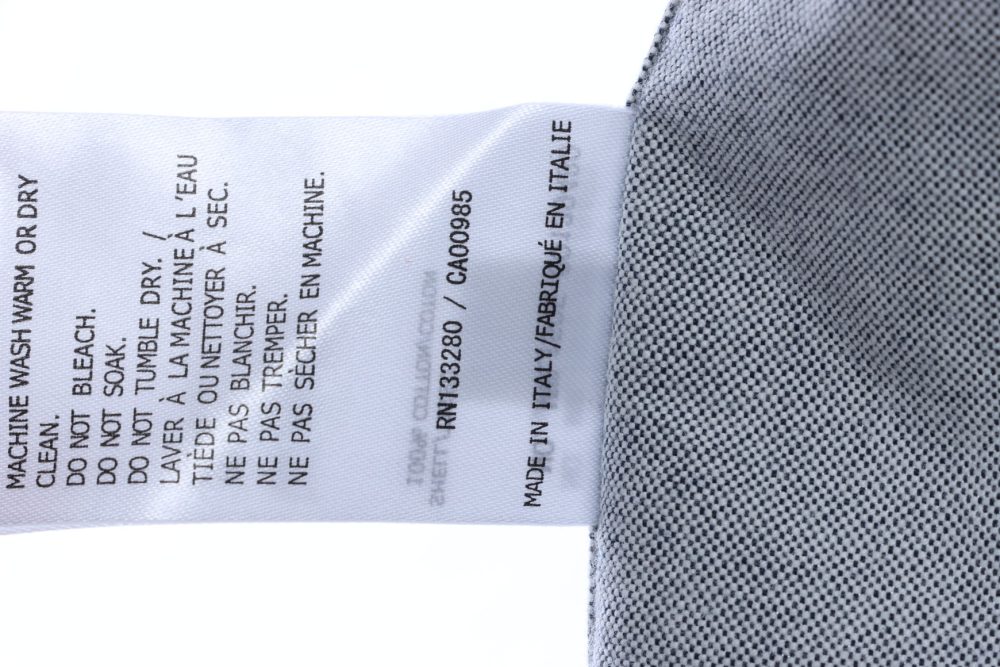 MACHINE WASH WARM OR DRY
CLEAN.
DO NOT BLEACH.
DO NOT SOAK.
DO NOT TUMBLE DRY. /
LAVER À LA MACHINE À L'EAU
TIÈDE OU NETTOYER À SEC.
NE PAS BLANCHIR.
NE PAS TREMPER.
NE PAS SÈCHER EN MACHINE.
RN133280 / CA00985
MADE IN ITALY/FABRIQUÉ EN ITALIE